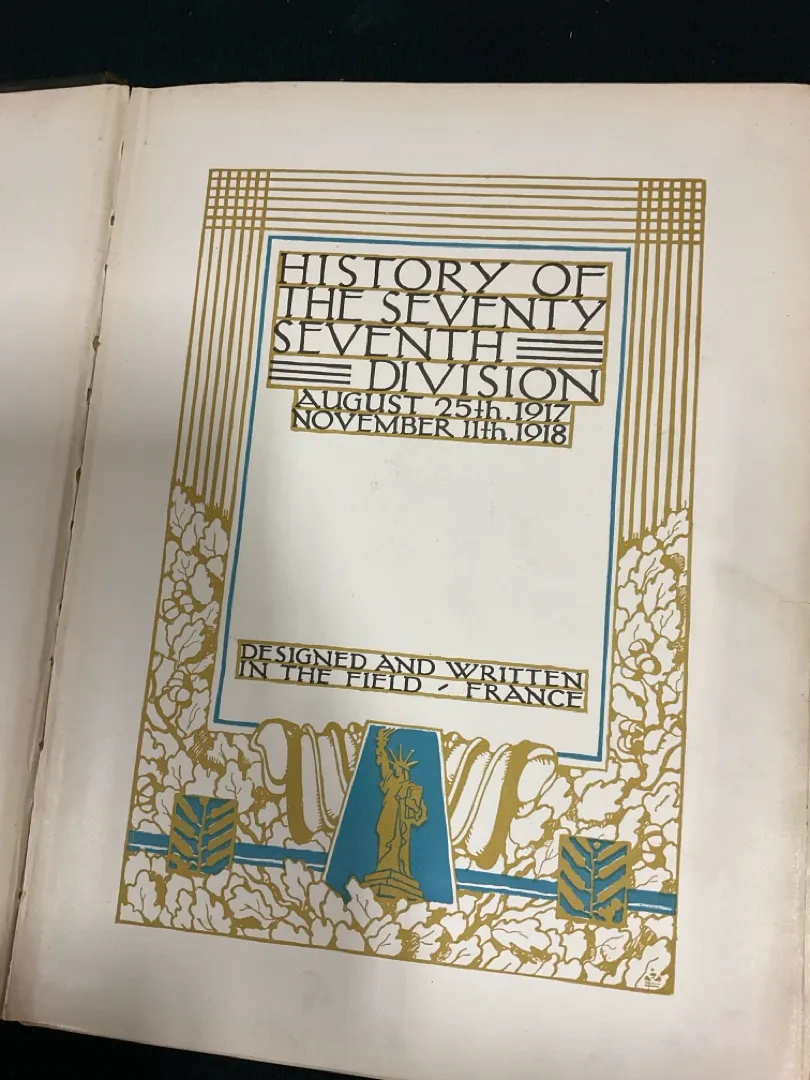 HISTORY OF
THE SEVENTY
SEVENTH
DIVISION
AUGUST 25th.1917
NOVEMBER 11th.1918
DESIGNED AND WRITTEN
IN THE FIELD - FRANCE